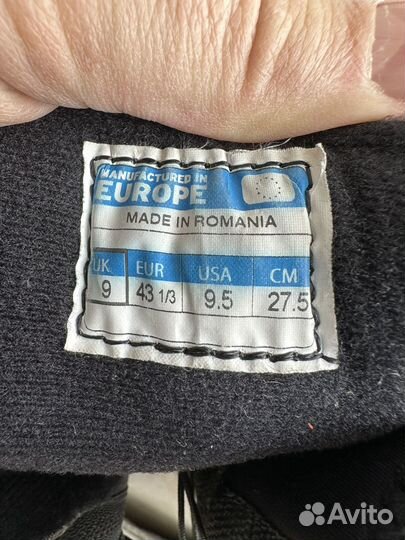 MANUFACTURED IN
EUROPE
MADE IN ROMANIA
UK EUR USA CM
9 43 1/3 9.5 27.5
Avito